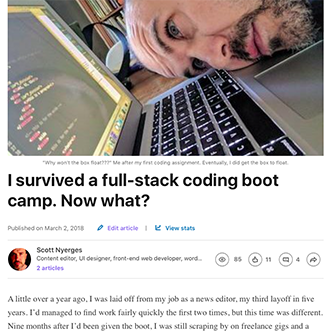 "Why won't the box float???" Me after my first coding assignment. Eventually, I did get the box to float.
I survived a full-stack coding boot
camp. Now what?
Published on March 2, 2018 Edit article | View stats
Scott Nyerges
Content editor, UI designer, front-end web developer, word...
2 articles
85 11 4
A little over a year ago, I was laid off from my job as a news editor, my third layoff in five
years. I'd managed to find work fairly quickly the first two times, but this time was different.
Nine months after I'd been given the boot, I was still scraping by on freelance gigs and a